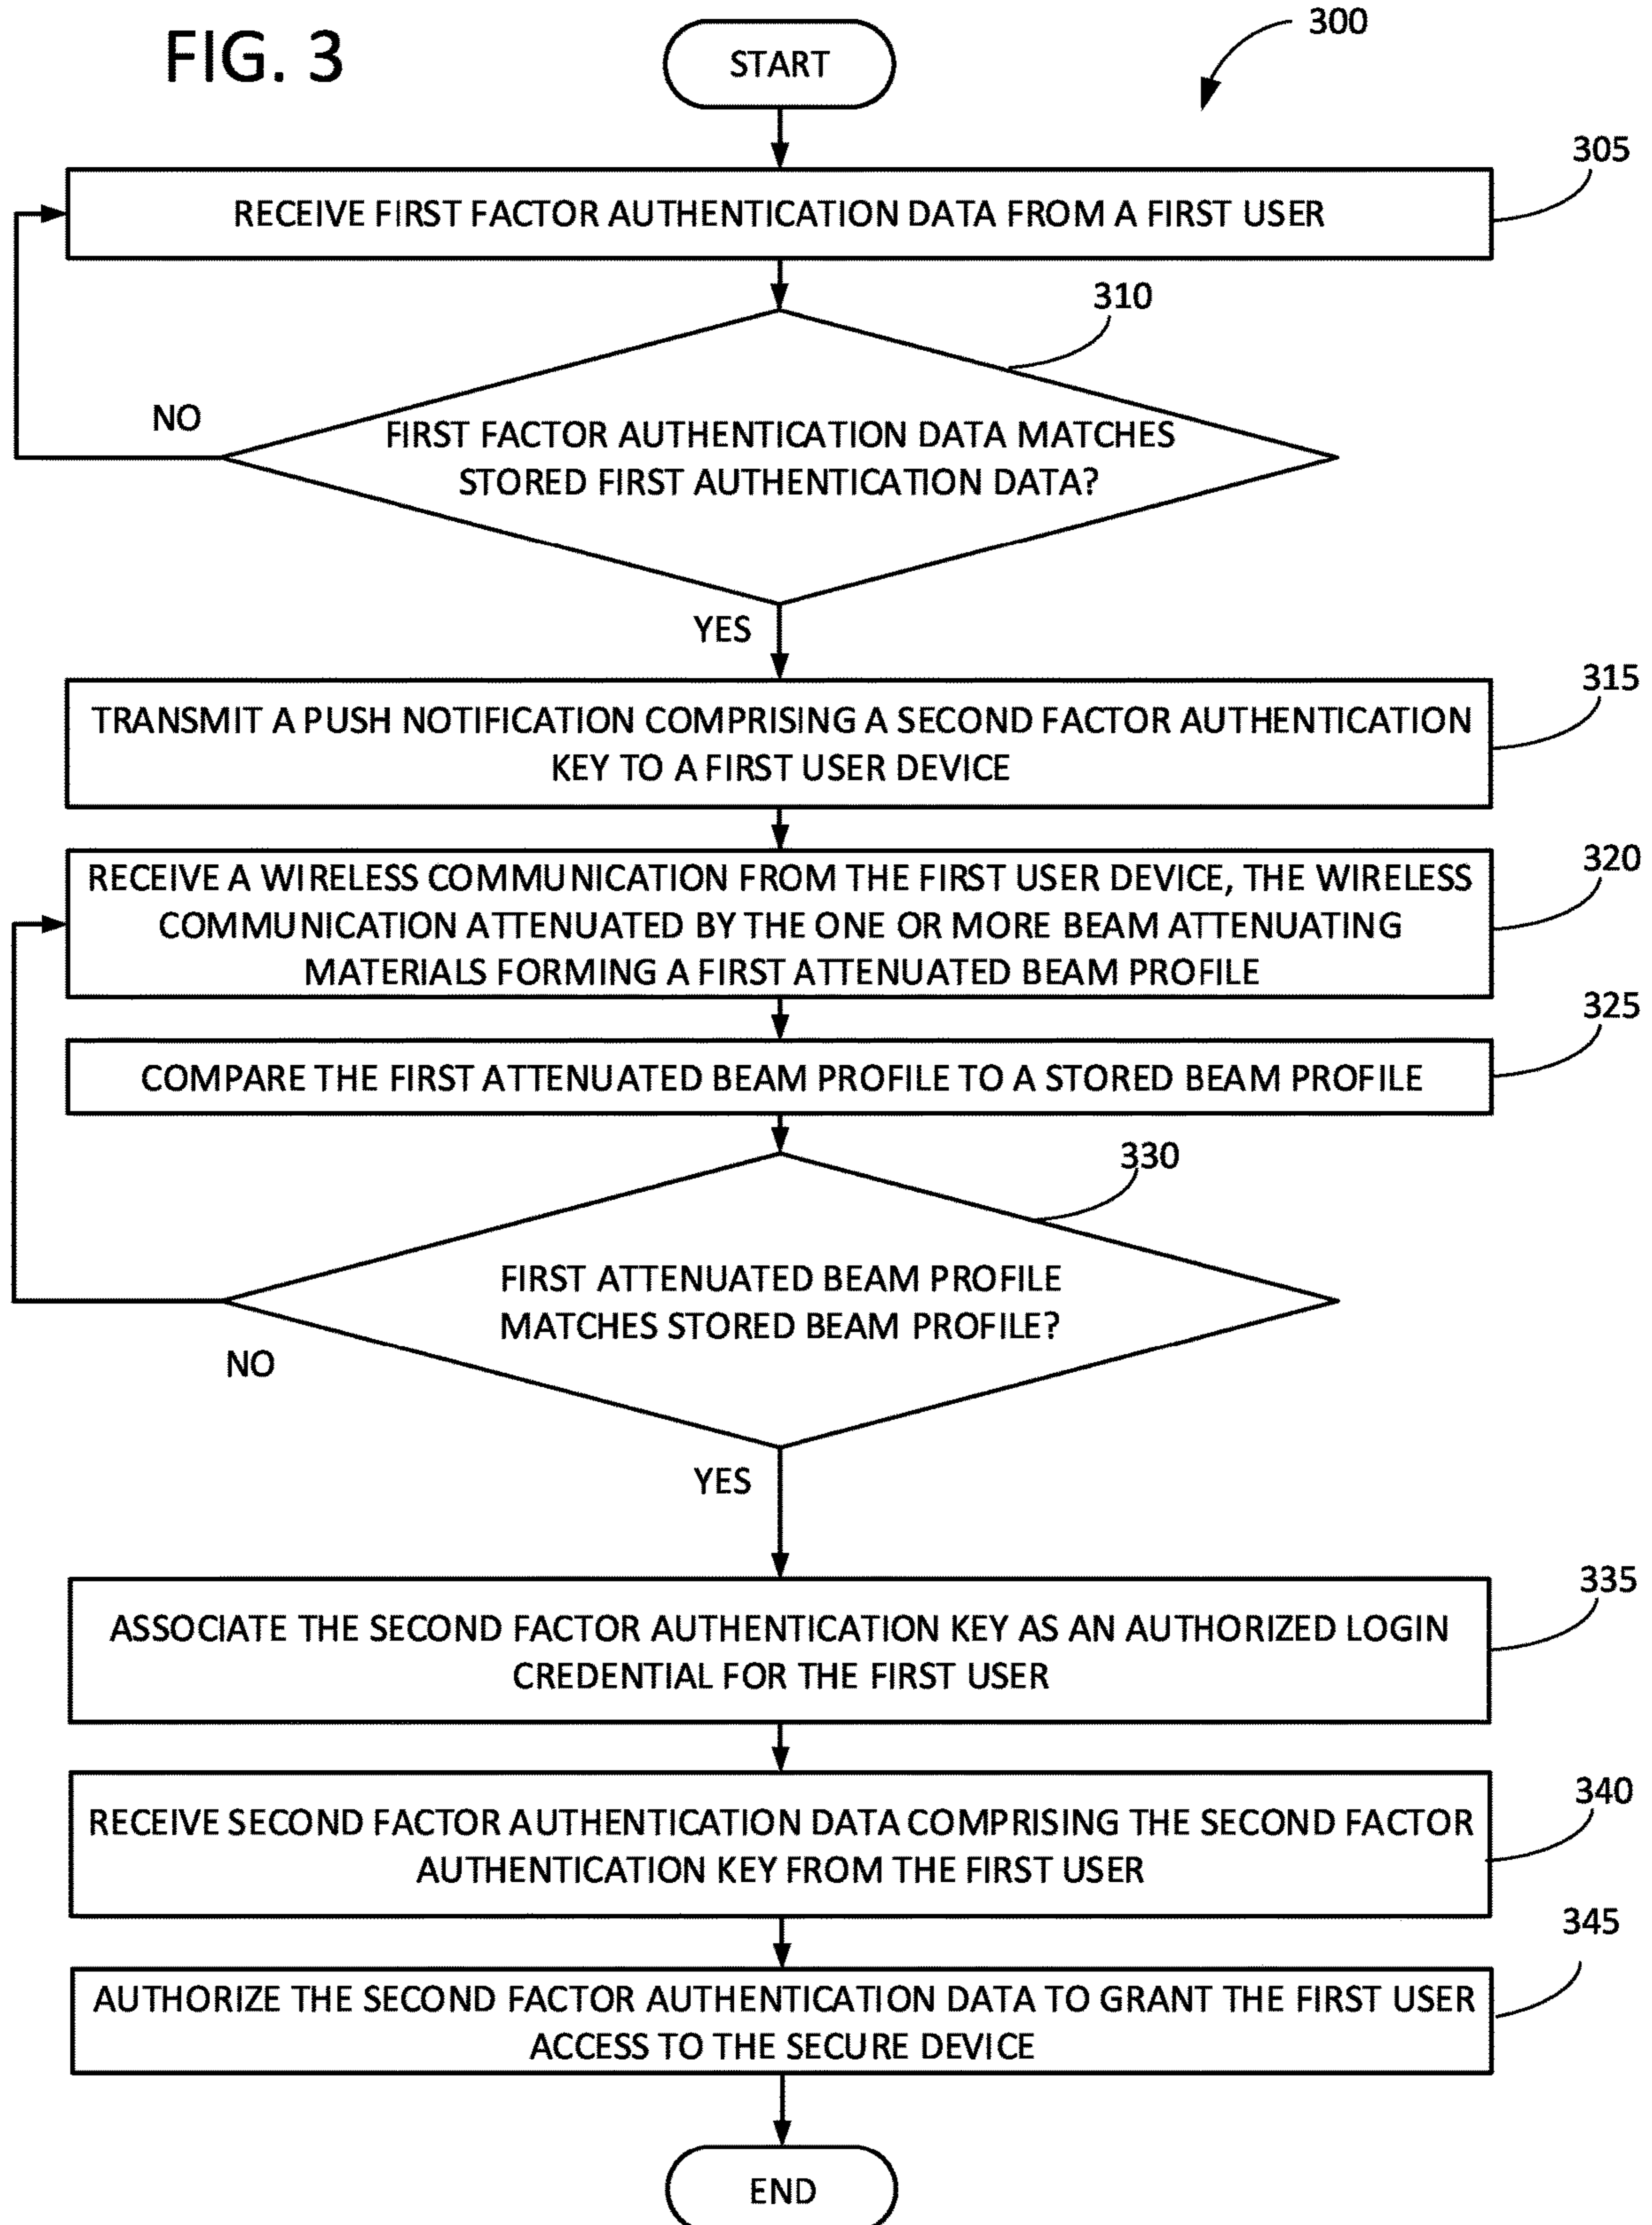 FIG. 3
START
300
305
RECEIVE FIRST FACTOR AUTHENTICATION DATA FROM A FIRST USER
310
NO
FIRST FACTOR AUTHENTICATION DATA MATCHES
STORED FIRST AUTHENTICATION DATA?
YES
315
TRANSMIT A PUSH NOTIFICATION COMPRISING A SECOND FACTOR AUTHENTICATION
KEY TO A FIRST USER DEVICE
320
RECEIVE A WIRELESS COMMUNICATION FROM THE FIRST USER DEVICE, THE WIRELESS
COMMUNICATION ATTENUATED BY THE ONE OR MORE BEAM ATTENUATING
MATERIALS FORMING A FIRST ATTENUATED BEAM PROFILE
325
COMPARE THE FIRST ATTENUATED BEAM PROFILE TO A STORED BEAM PROFILE
330
FIRST ATTENUATED BEAM PROFILE
MATCHES STORED BEAM PROFILE?
NO
YES
335
ASSOCIATE THE SECOND FACTOR AUTHENTICATION KEY AS AN AUTHORIZED LOGIN
CREDENTIAL FOR THE FIRST USER
340
RECEIVE SECOND FACTOR AUTHENTICATION DATA COMPRISING THE SECOND FACTOR
AUTHENTICATION KEY FROM THE FIRST USER
345
AUTHORIZE THE SECOND FACTOR AUTHENTICATION DATA TO GRANT THE FIRST USER
ACCESS TO THE SECURE DEVICE
END